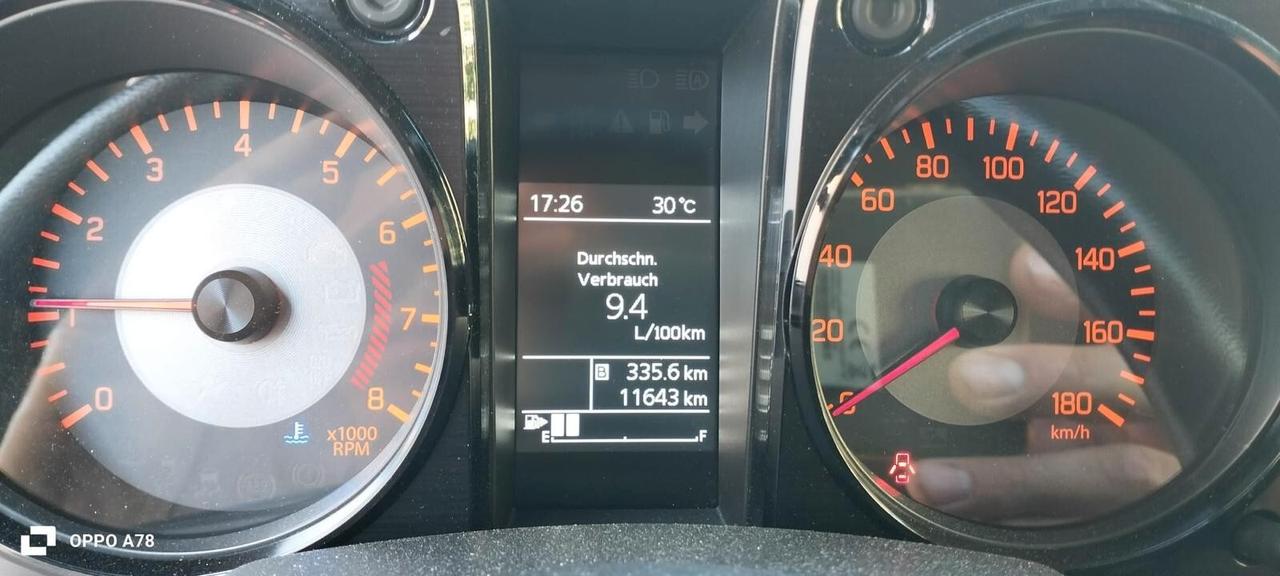 0
1
2
3
4
5
6
7
8
x1000
RPM
17:26
30°C
Durchschn.
Verbrauch
9.4
L/100km
B 335.6 km
11643 km
E F
0
20
40
60
80
100
120
140
160
180
km/h
OPPO A78